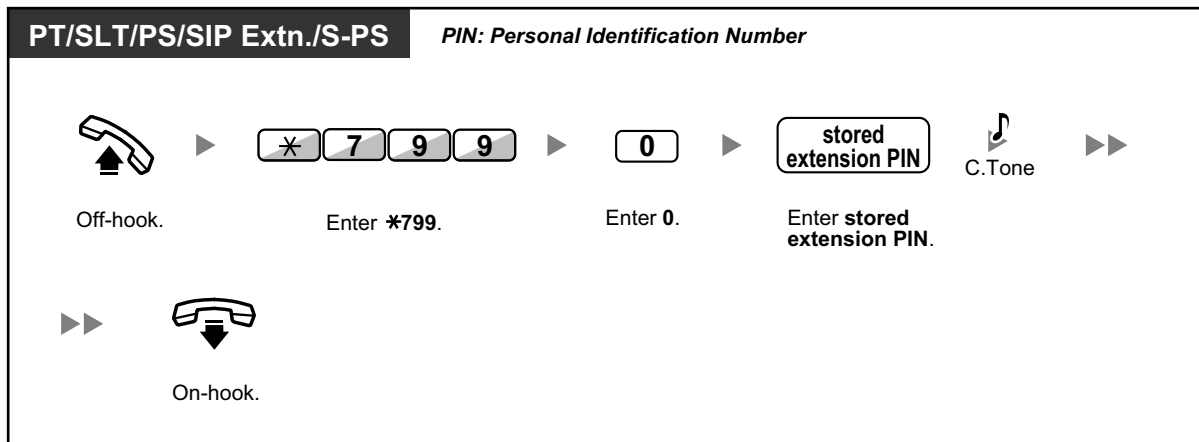 PT/SLT/PS/SIP Extn./S-PS PIN: Personal Identification Number
* 7 9 9 0 stored
extension PIN C.Tone
Off-hook. Enter *799. Enter 0. Enter stored
extension PIN.
On-hook.